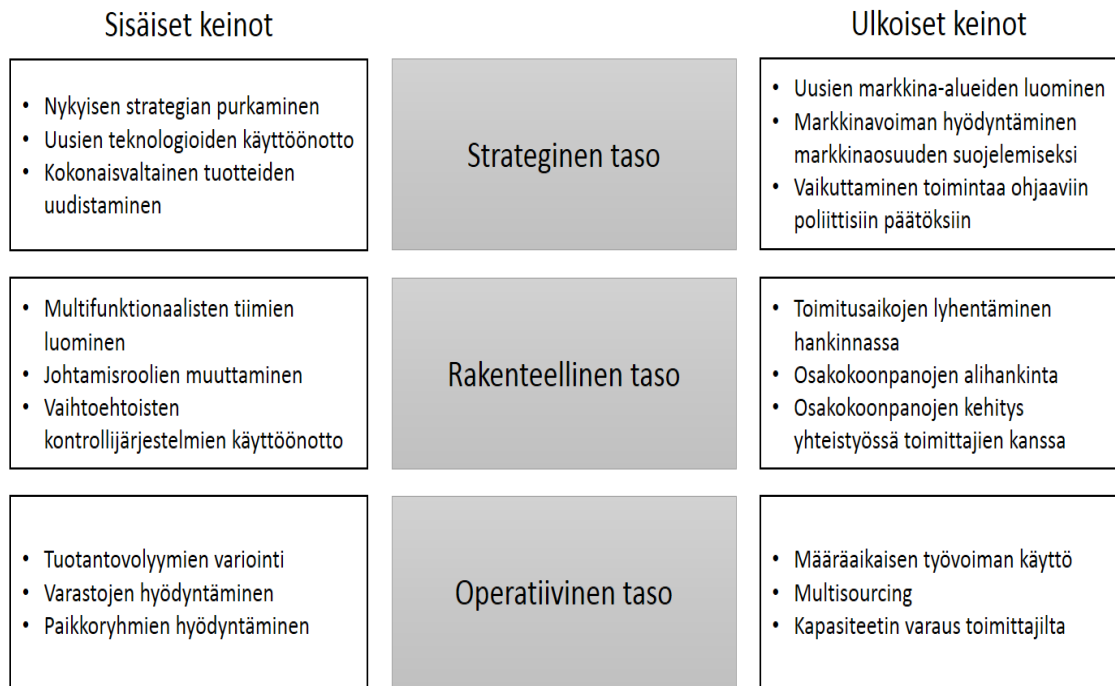 Sisäiset keinot
Ulkoiset keinot
• Nykyisen strategian purkaminen
• Uusien teknologioiden käyttöönotto
• Kokonaisvaltainen tuotteiden
uudistaminen
Strateginen taso
• Uusien markkina-alueiden luominen
• Markkinavoiman hyödyntäminen
markkinaosuuden suojelemiseksi
• Vaikuttaminen toimintaa ohjaaviin
poliittisiin päätöksiin
• Multifunktionaalisten tiimien
luominen
• Johtamisroolien muuttaminen
• Vaihtoehtoisten
kontrollijärjestelmien käyttöönotto
Rakenteellinen taso
• Toimitusaikojen lyhentäminen
hankinnassa
• Osakokoonpanojen alihankinta
• Osakokoonpanojen kehitys
yhteistyössä toimittajien kanssa
• Tuotantovolyymien variointi
• Varastojen hyödyntäminen
• Paikkoryhmien hyödyntäminen
Operatiivinen taso
• Määräaikaisen työvoiman käyttö
• Multisourcing
• Kapasiteetin varaus toimittajilta